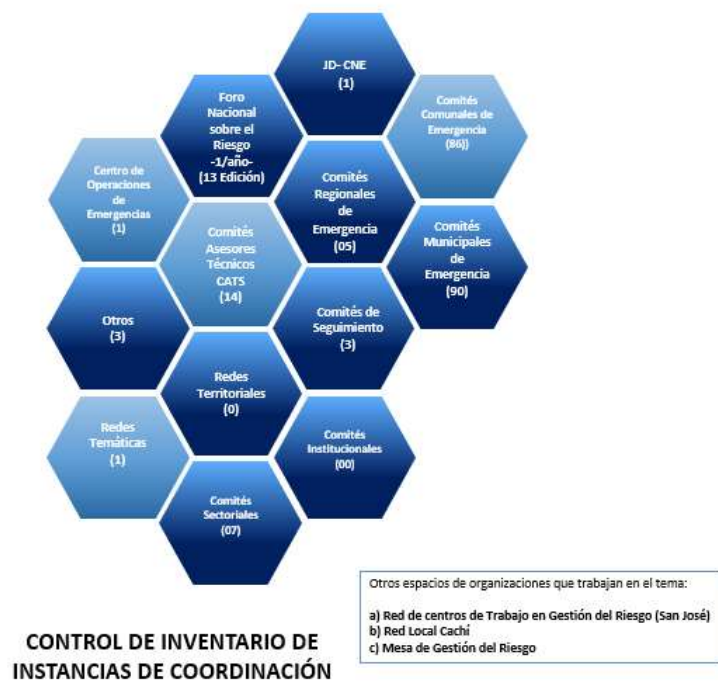 JD- CNE
(1)
Foro
Nacional
sobre el
Riesgo
-1/año-
(13 Edición)
Comités
Comunales de
Emergencia
(86))
Centro de
Operaciones
de
Emergencias
(1)
Comités
Regionales
de
Emergencia
(05)
Comités
Asesores
Técnicos
CATS
(14)
Comités
Municipales
de
Emergencia
(90)
Otros
(3)
Comités de
Seguimiento
(3)
Redes
Territoriales
(0)
Redes
Temáticas
(1)
Comités
Institucionales
(00)
Comités
Sectoriales
(07)
Otros espacios de organizaciones que trabajan en el tema:
a) Red de centros de Trabajo en Gestión del Riesgo (San José)
b) Red Local Cachí
c) Mesa de Gestión del Riesgo
CONTROL DE INVENTARIO DE
INSTANCIAS DE COORDINACIÓN